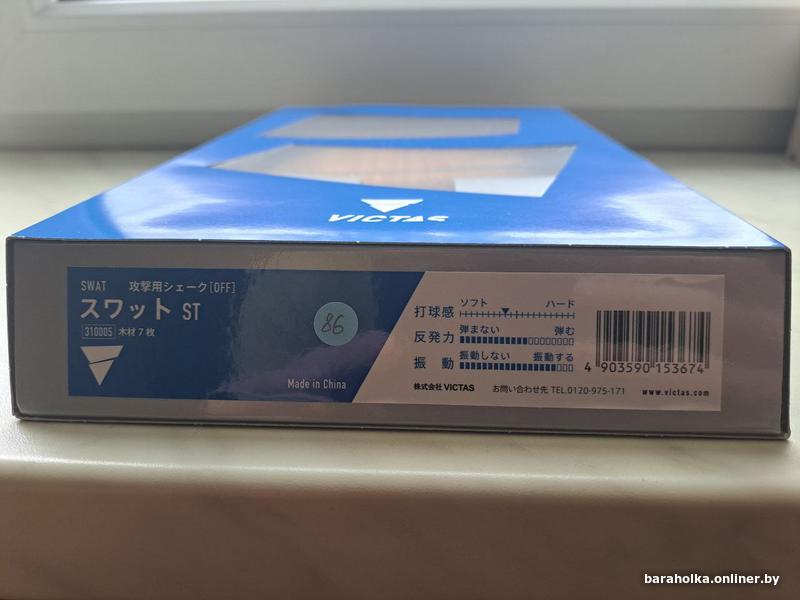 VICTAS
SWAT 攻撃用シェーク[OFF]
スワット ST
310005 木材7枚
86
Made in China
打球感 ソフト ハード
反発力 弾まない 弾む
振動 振動しない 振動する
4 903590 153674
株式会社 VICTAS お問い合わせ先 TEL.0120-975-171 www.victas.com
baraholka.onliner.by